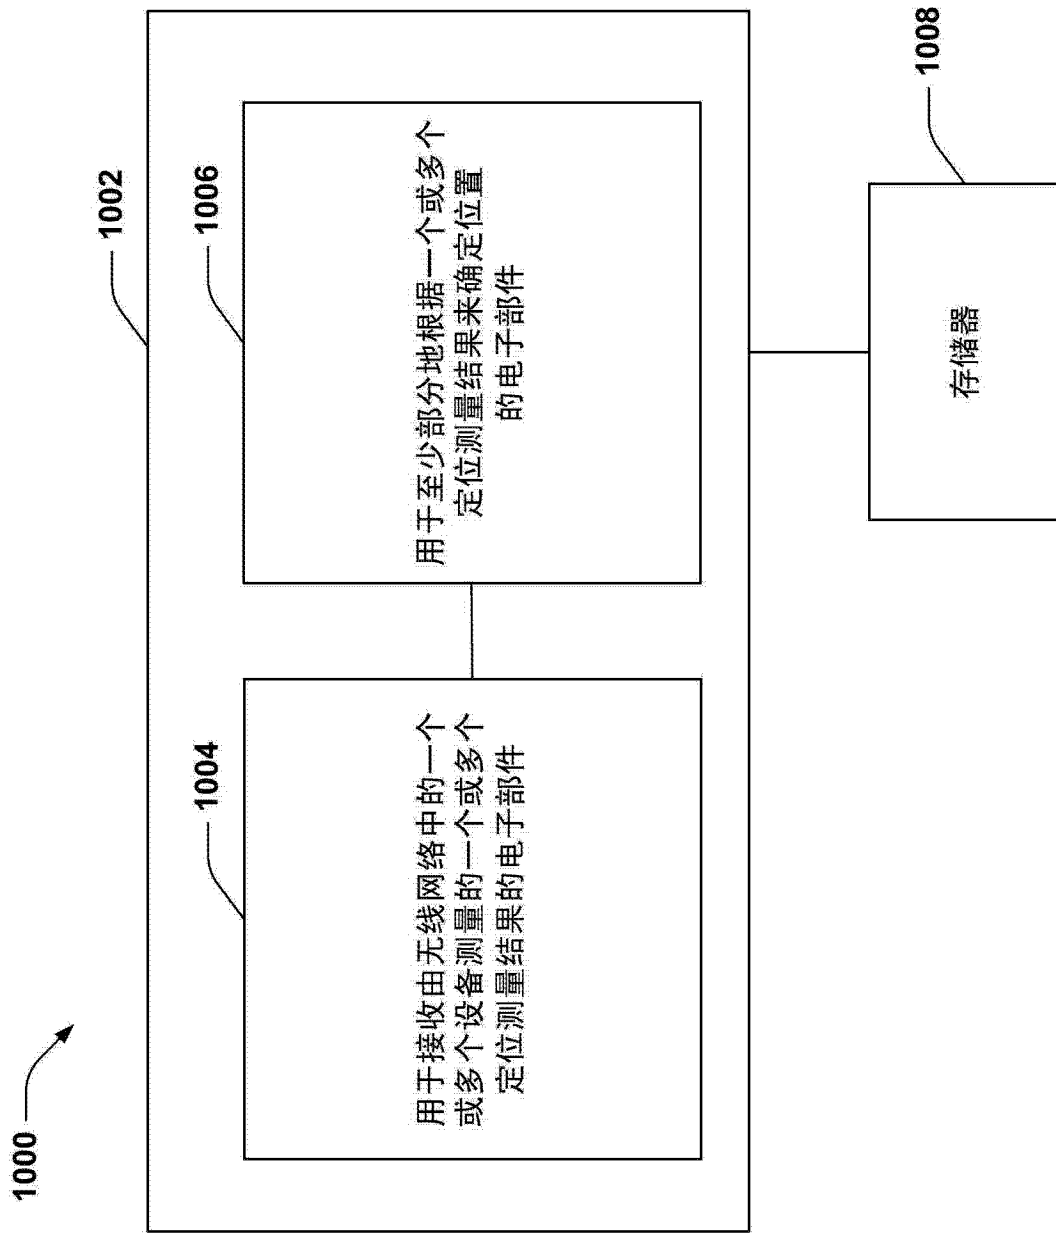 1000
1002
1004
用于接收由无线网络中的一个
或多个设备测量的一个或多个
定位测量结果的电子部件
1006
用于至少部分地根据一个或多个
定位测量结果来确定位置
的电子部件
1008
存储器